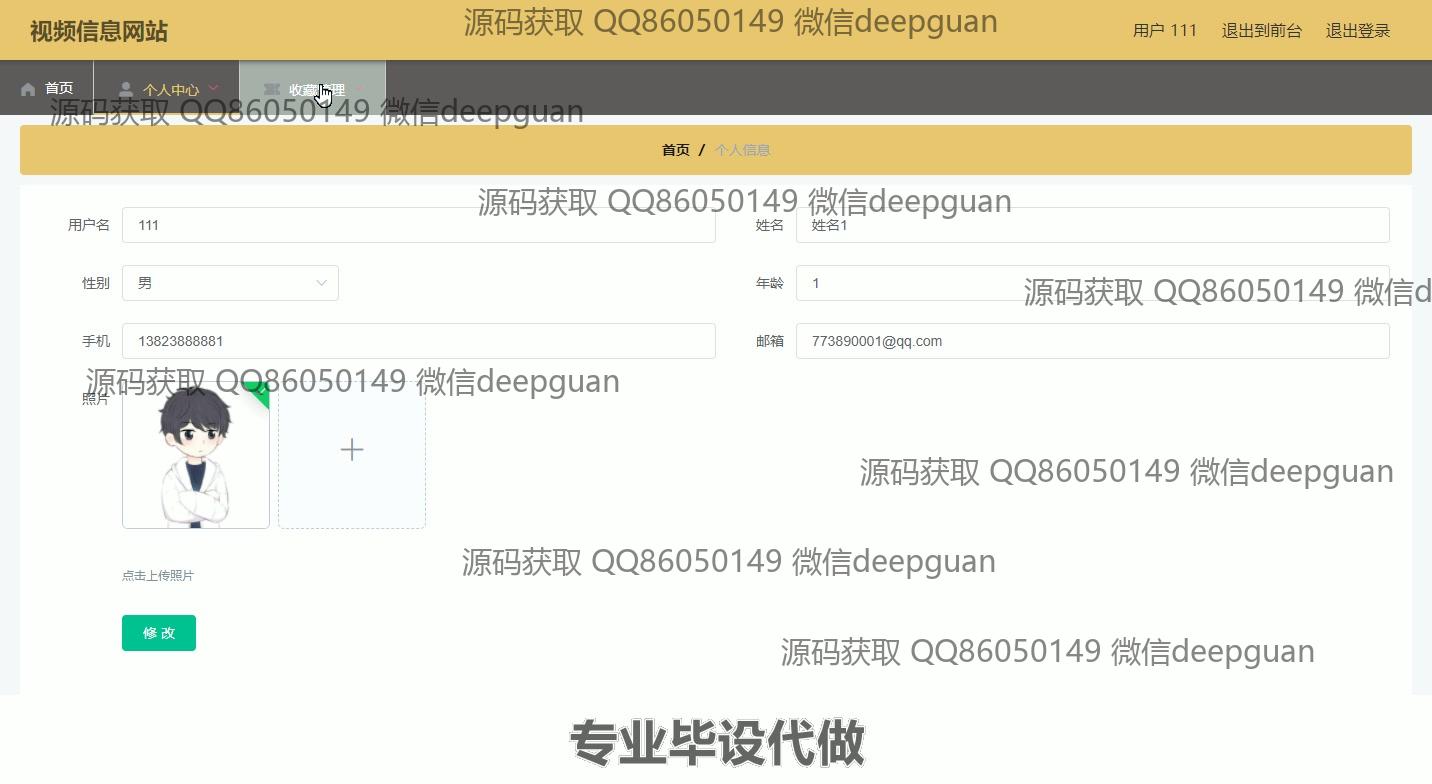 视频信息网站
源码获取 QQ86050149 微信deepguan
用户 111 退出到前台 退出登录
首页 个人中心 收藏管理
源码获取 QQ86050149 微信deepguan
首页 / 个人信息
源码获取 QQ86050149 微信deepguan
用户名 111 姓名 姓名1
性别 男 年龄 1
源码获取 QQ86050149 微信d
手机 13823888881 邮箱 773890001@qq.com
源码获取 QQ86050149 微信deepguan
照片
源码获取 QQ86050149 微信deepguan
源码获取 QQ86050149 微信deepguan
点击上传照片
修改
源码获取 QQ86050149 微信deepguan
专业毕设代做